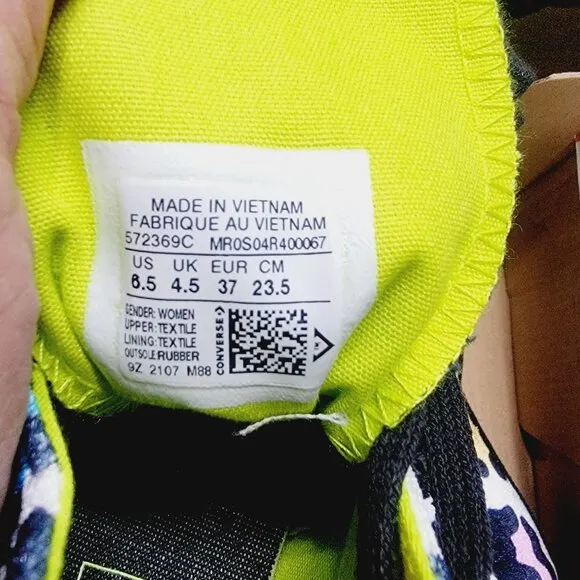 MADE IN VIETNAM
FABRIQUE AU VIETNAM
572369C MR0S04R400067
US UK EUR CM
6.5 4.5 37 23.5
GENDER: WOMEN
UPPER: TEXTILE
LINING: TEXTILE
OUTSOLE:RUBBER
9Z 2107 M88
CONVERSE